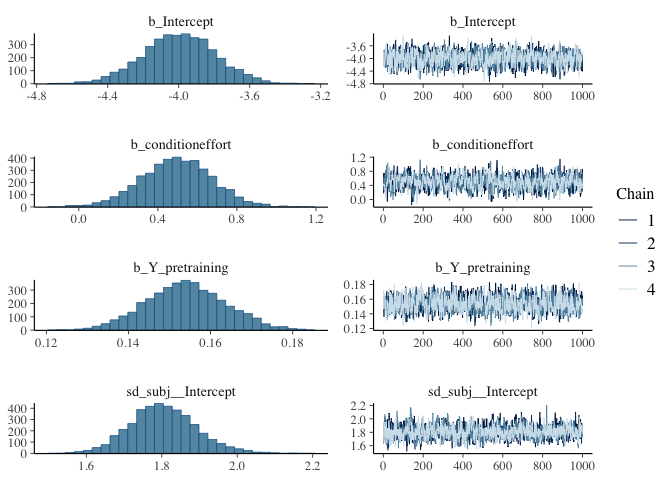 b_Intercept
300
200
100
0
-4.8 -4.4 -4.0 -3.6 -3.2
b_Intercept
-3.6
-4.0
-4.4
-4.8
0 200 400 600 800 1000
b_conditioneffort
400
300
200
100
0
0.0 0.4 0.8 1.2
b_conditioneffort
1.2
0.8
0.4
0.0
0 200 400 600 800 1000
b_Y_pretraining
300
200
100
0
0.12 0.14 0.16 0.18
b_Y_pretraining
0.18
0.16
0.14
0.12
0 200 400 600 800 1000
sd_subj__Intercept
400
300
200
100
0
1.6 1.8 2.0 2.2
sd_subj__Intercept
2.2
2.0
1.8
1.6
0 200 400 600 800 1000
Chain
1
2
3
4